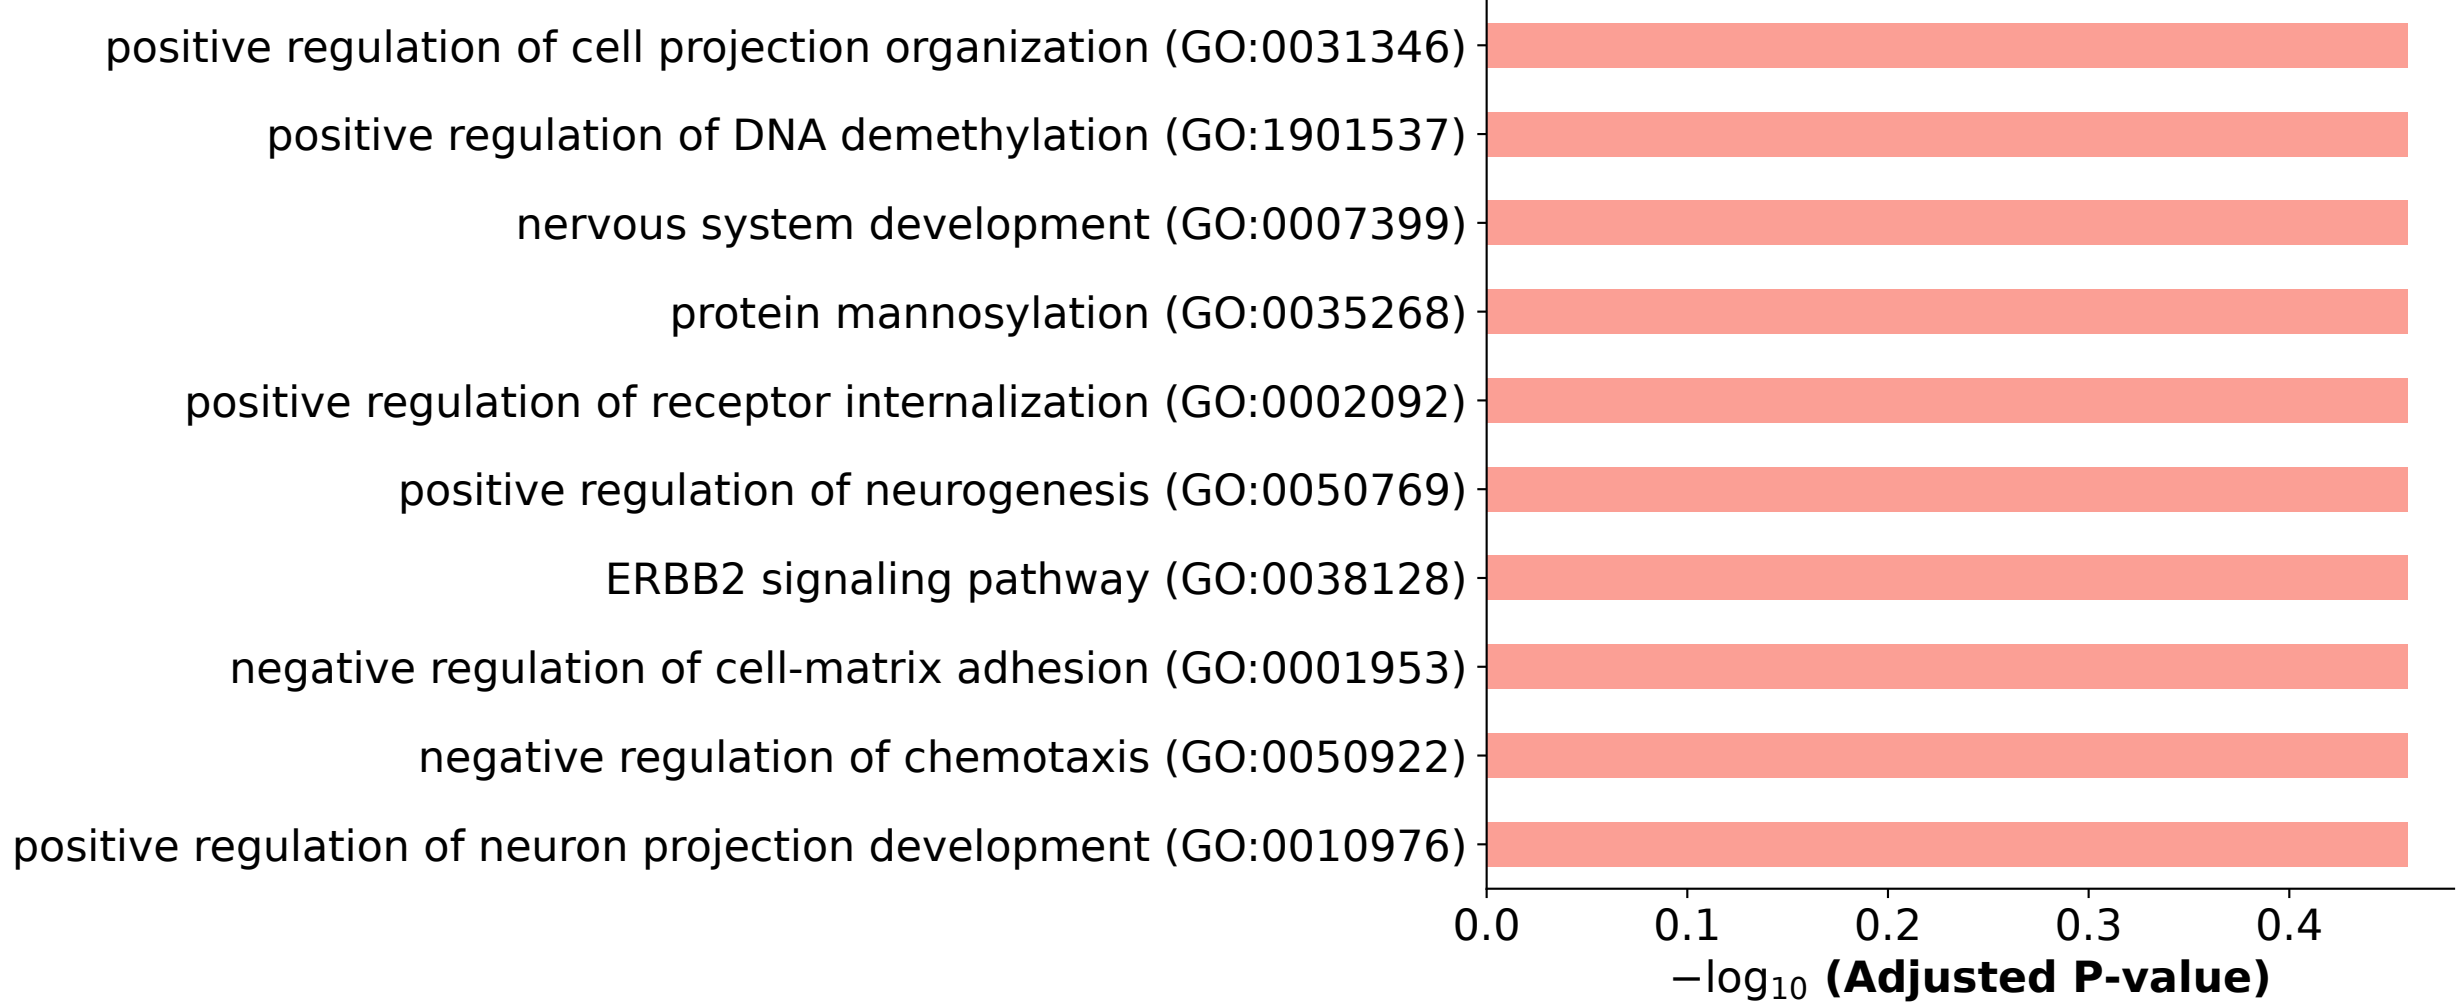 positive regulation of cell projection organization (GO:0031346)
positive regulation of DNA demethylation (GO:1901537)
nervous system development (GO:0007399)
protein mannosylation (GO:0035268)
positive regulation of receptor internalization (GO:0002092)
positive regulation of neurogenesis (GO:0050769)
ERBB2 signaling pathway (GO:0038128)
negative regulation of cell-matrix adhesion (GO:0001953)
negative regulation of chemotaxis (GO:0050922)
positive regulation of neuron projection development (GO:0010976)
0.0 0.1 0.2 0.3 0.4
−log₁₀ (Adjusted P-value)